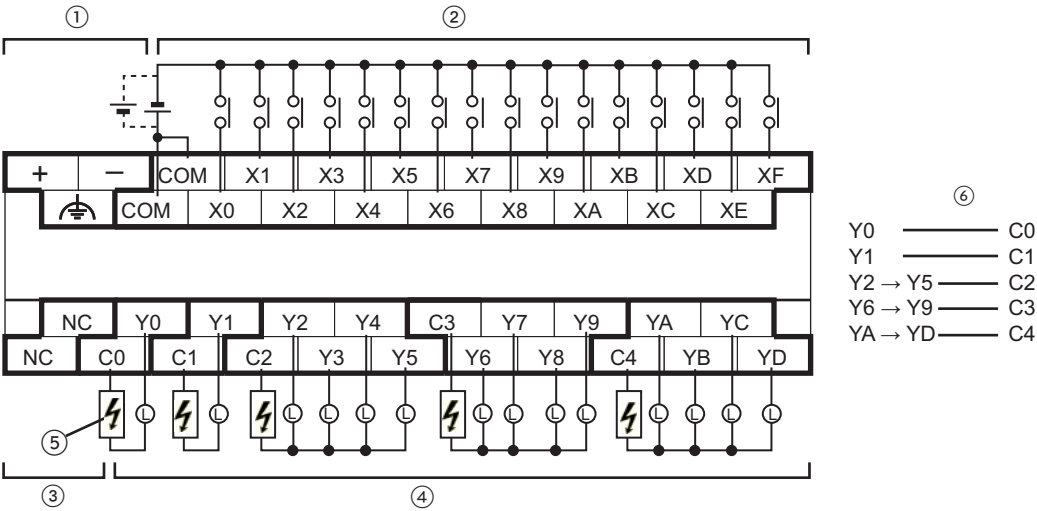 ① ②
+ − COM X1 X3 X5 X7 X9 XB XD XF
COM X0 X2 X4 X6 X8 XA XC XE
NC Y0 Y1 Y2 Y4 C3 Y7 Y9 YA YC
NC C0 C1 C2 Y3 Y5 Y6 Y8 C4 YB YD
L L L L L L L L L L L L L L
⑤
③ ④
⑥
Y0 C0
Y1 C1
Y2 → Y5 C2
Y6 → Y9 C3
YA → YD C4